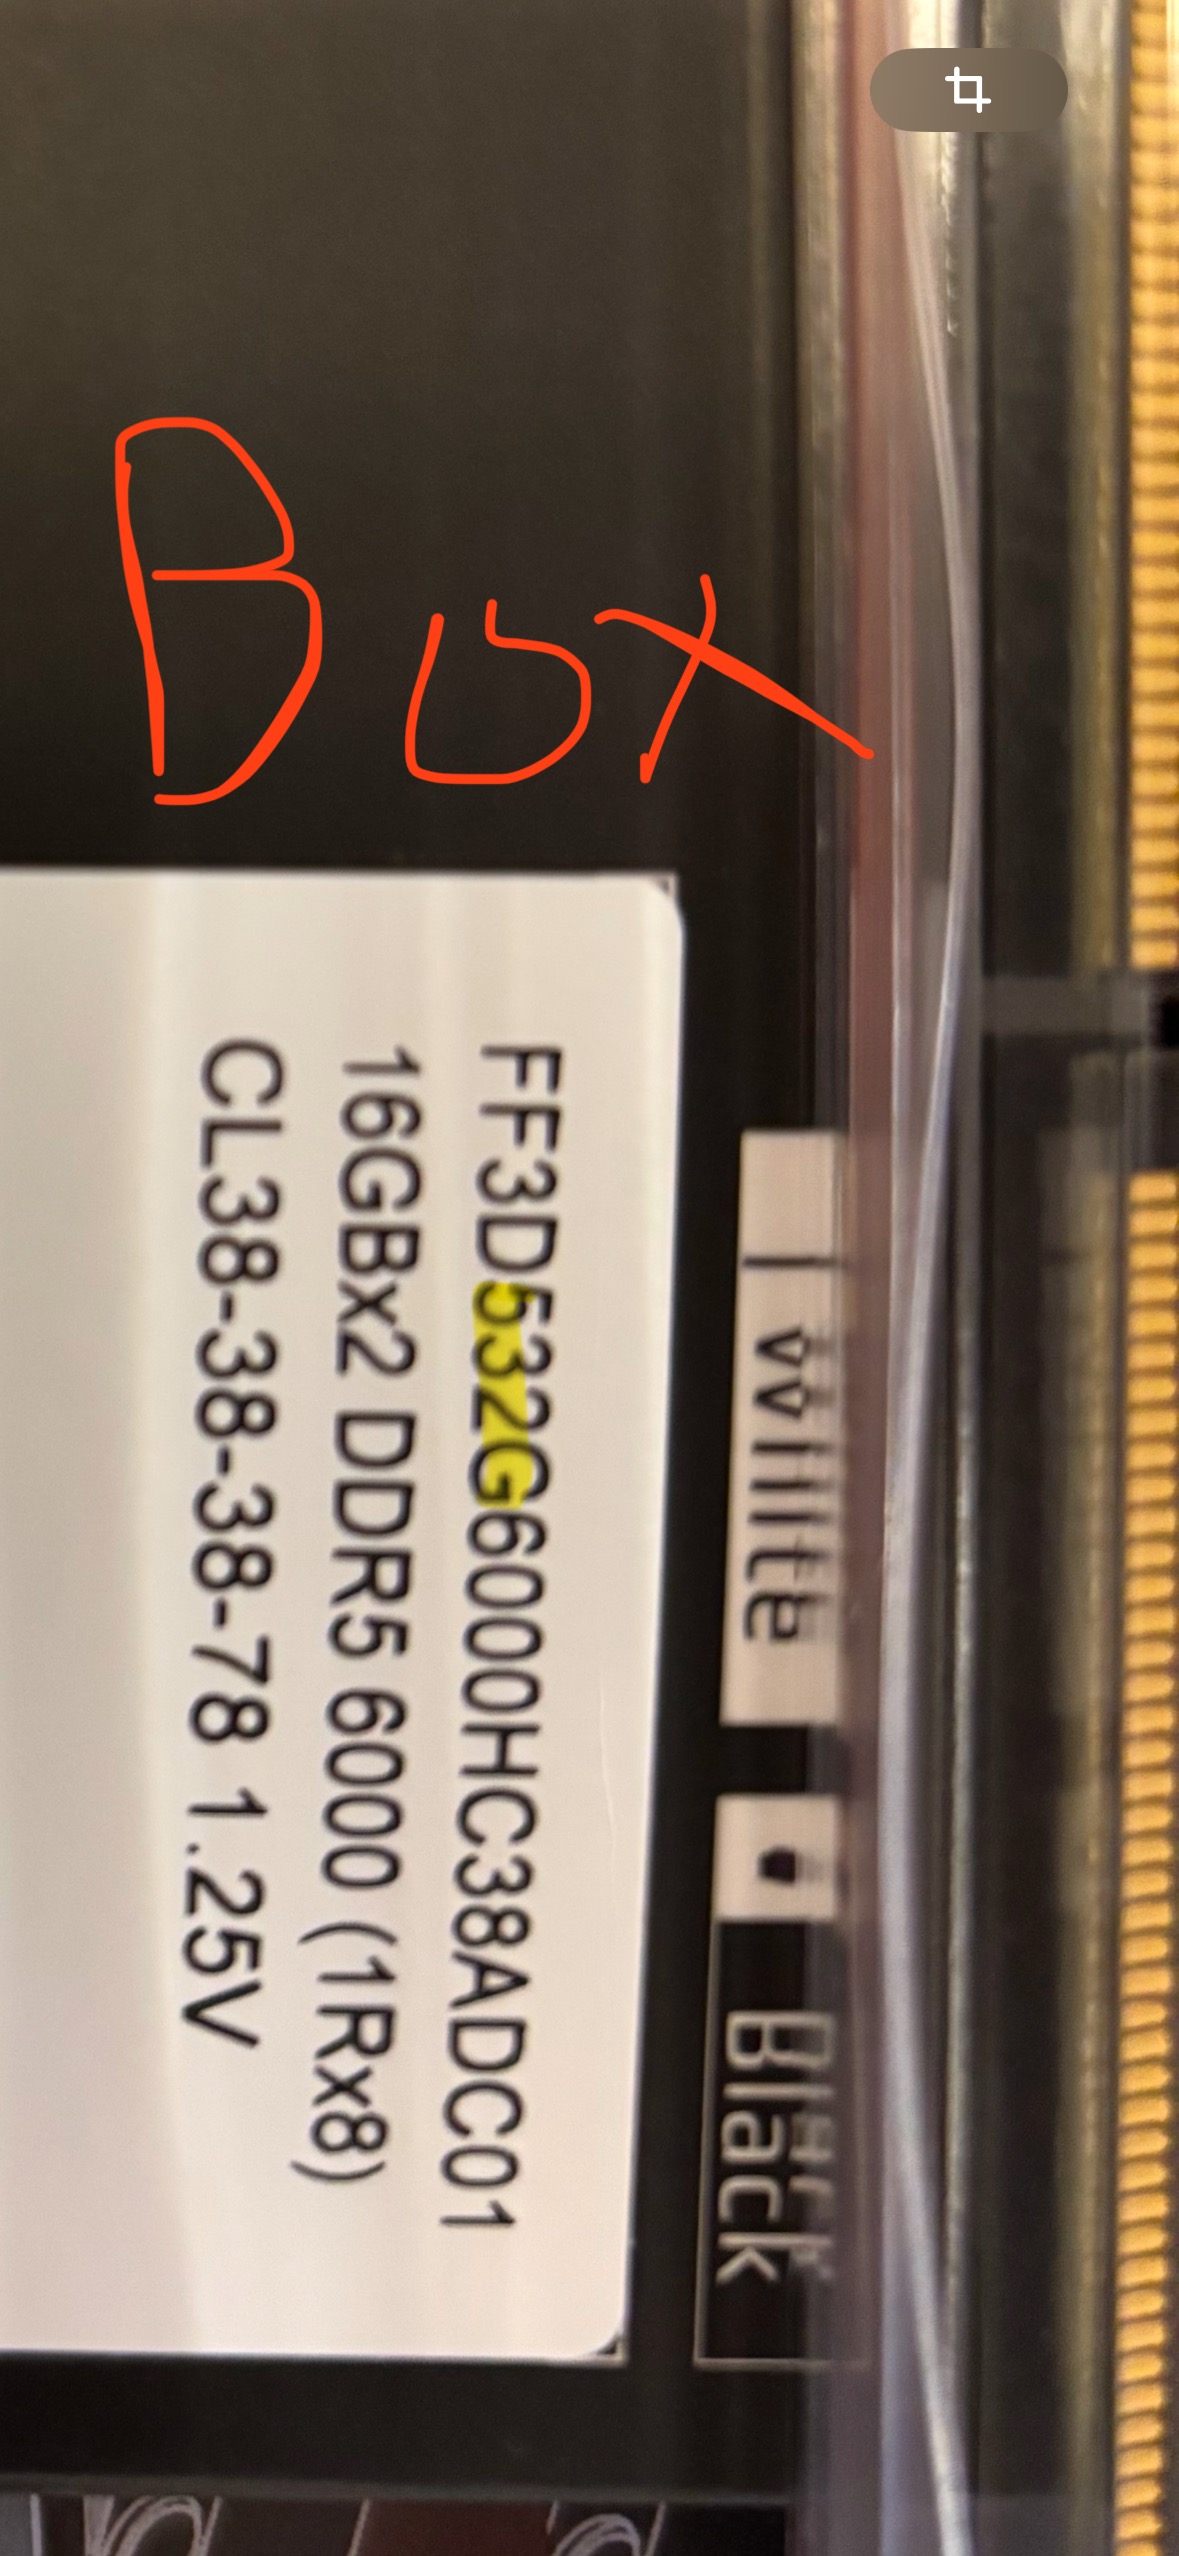 Box
FF3D532G6000HC38ADC01
16GBx2 DDR5 6000 (1Rx8)
CL38-38-38-78 1.25V
White
Black